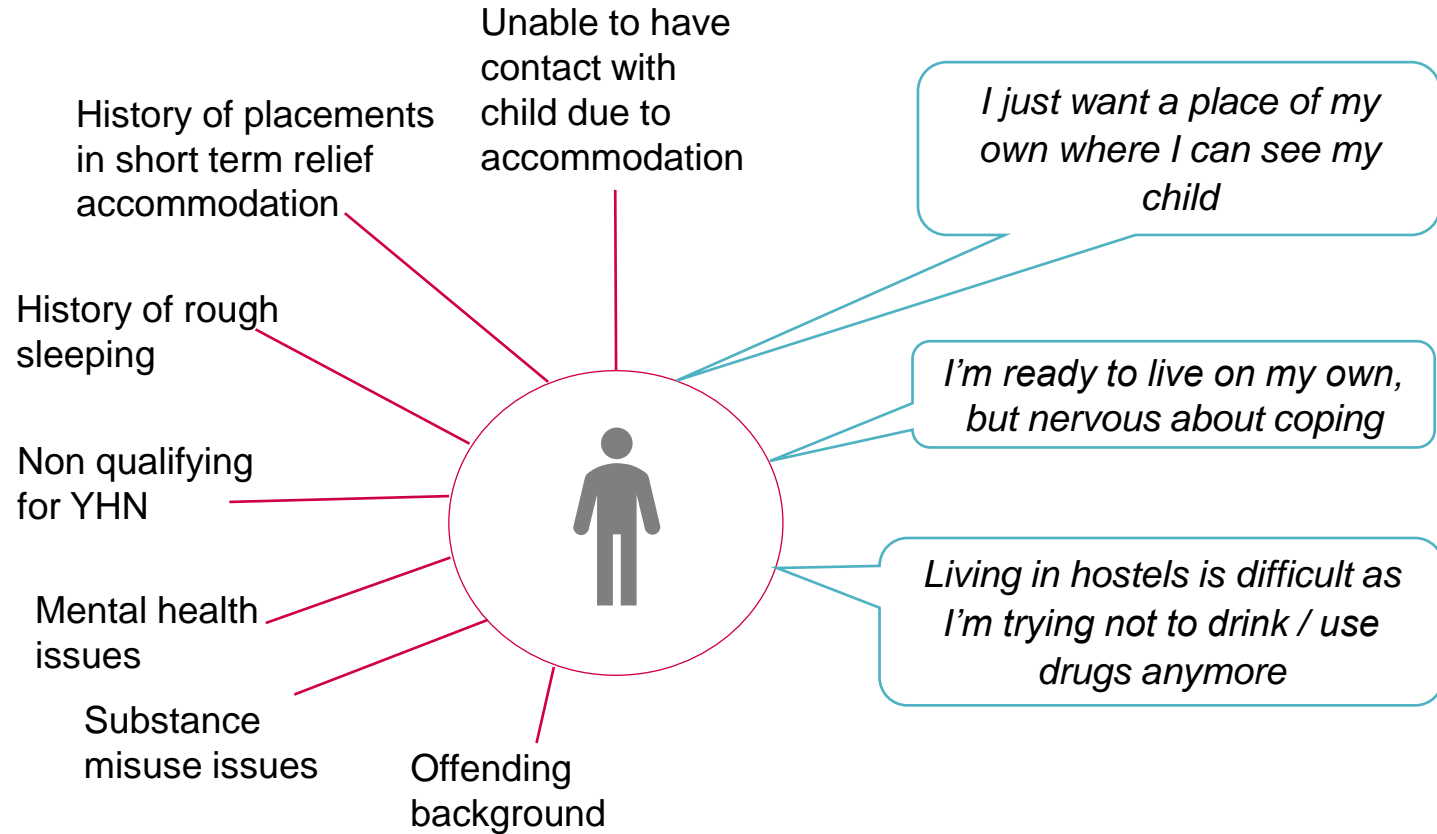 Unable to have
contact with
child due to
accommodation
History of placements
in short term relief
accommodation
History of rough
sleeping
Non qualifying
for YHN
Mental health
issues
Substance
misuse issues
Offending
background
I just want a place of my
own where I can see my
child
I’m ready to live on my own,
but nervous about coping
Living in hostels is difficult as
I’m trying not to drink / use
drugs anymore